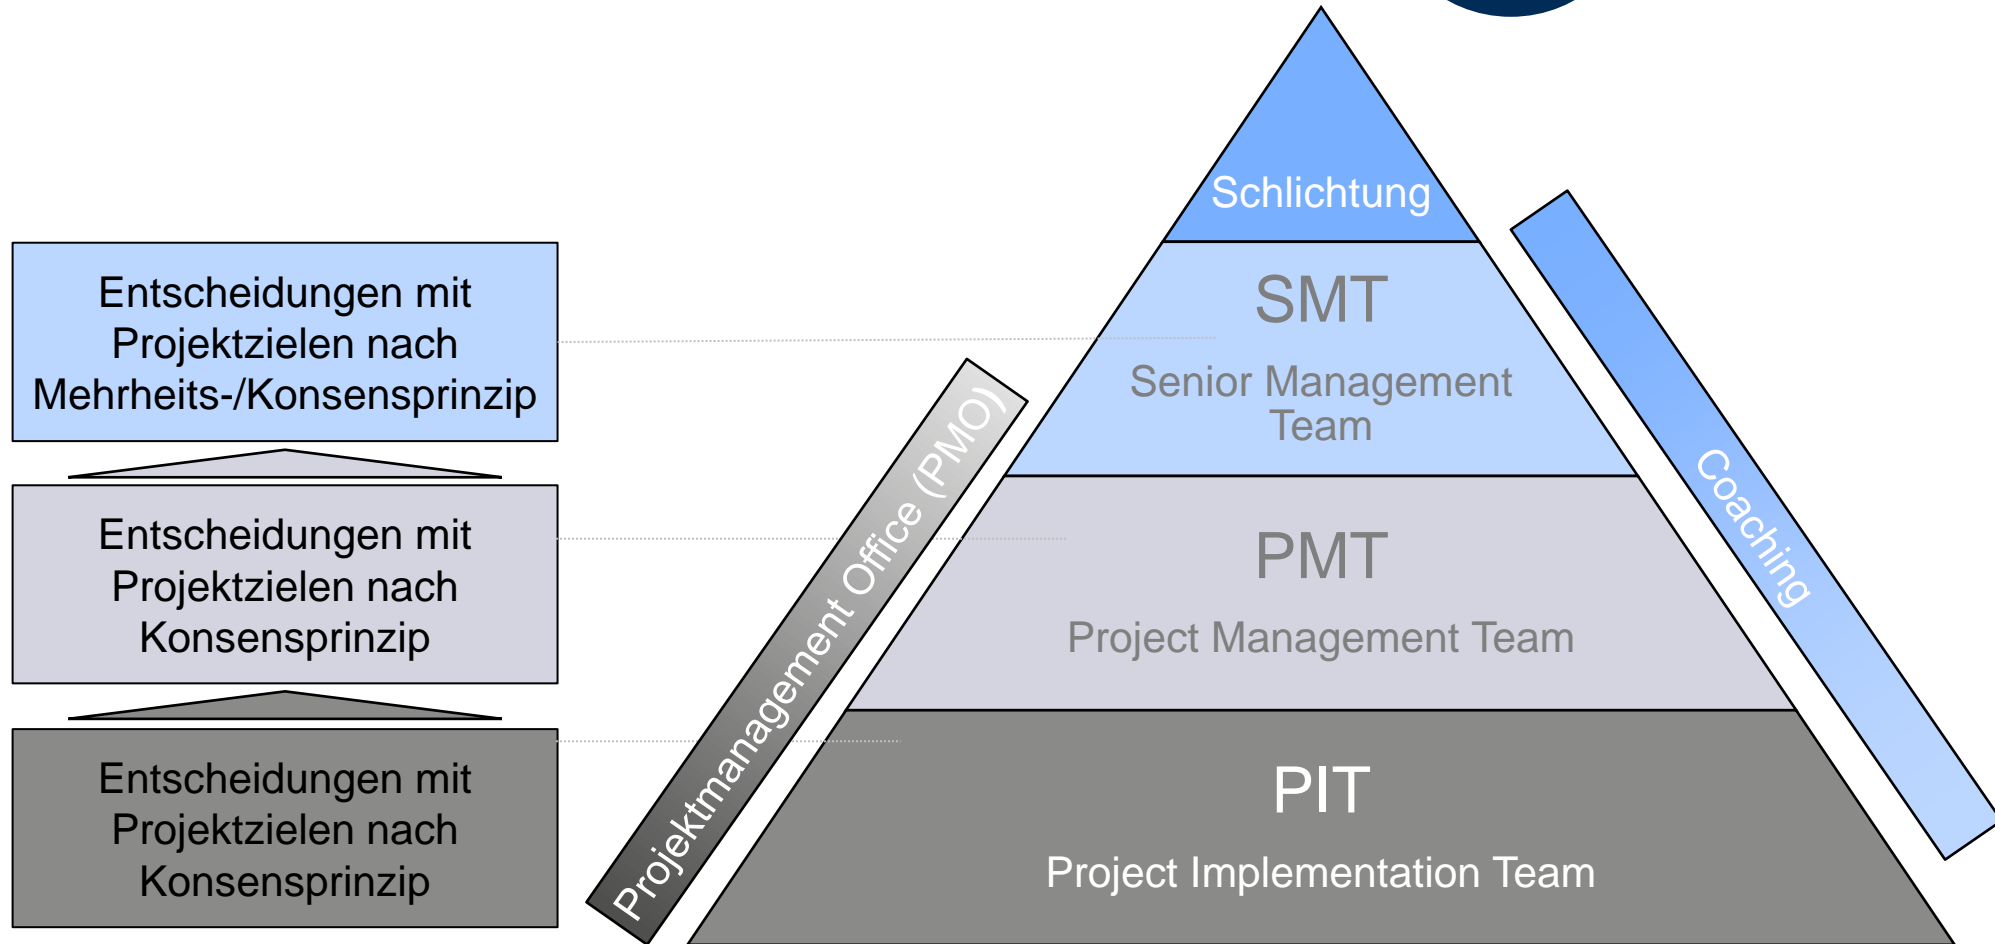 Schlichtung
Entscheidungen mit
Projektzielen nach
Mehrheits-/Konsensprinzip
SMT
Senior Management
Team
Entscheidungen mit
Projektzielen nach
Konsensprinzip
PMT
Project Management Team
Entscheidungen mit
Projektzielen nach
Konsensprinzip
PIT
Project Implementation Team
Projektmanagement Office (PMO)
Coaching